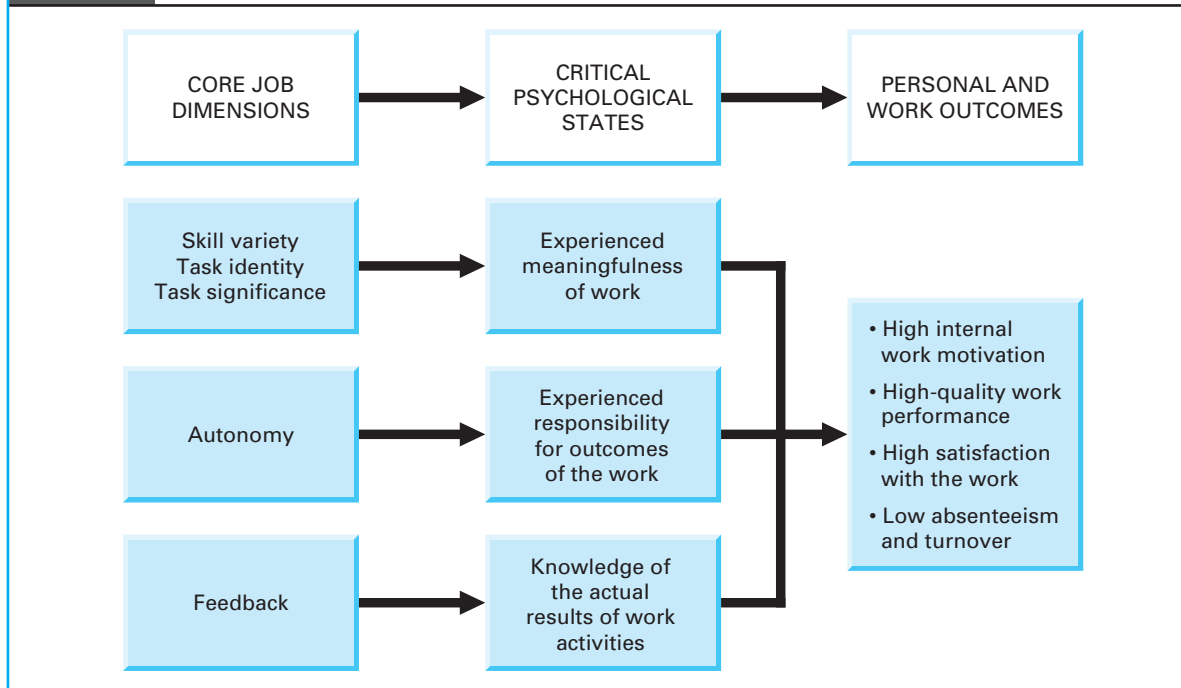 CORE JOB
DIMENSIONS
CRITICAL
PSYCHOLOGICAL
STATES
PERSONAL AND
WORK OUTCOMES
Skill variety
Task identity
Task significance
Experienced
meaningfulness
of work
Autonomy
Experienced
responsibility
for outcomes
of the work
Feedback
Knowledge of
the actual
results of work
activities
• High internal
work motivation
• High-quality work
performance
• High satisfaction
with the work
• Low absenteeism
and turnover